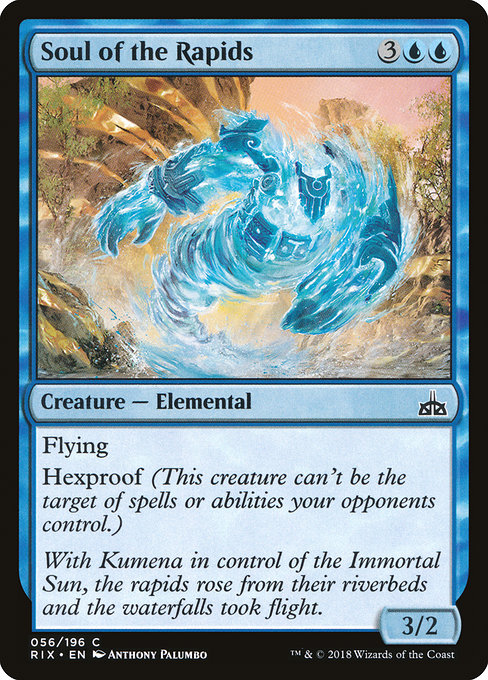 Soul of the Rapids 3
Creature — Elemental
Flying
Hexproof (This creature can't be the
target of spells or abilities your opponents
control.)
With Kumena in control of the Immortal
Sun, the rapids rose from their riverbeds
and the waterfalls took flight.
3/2
056/196 C
RIX • EN Anthony Palumbo
™ & © 2018 Wizards of the Coast